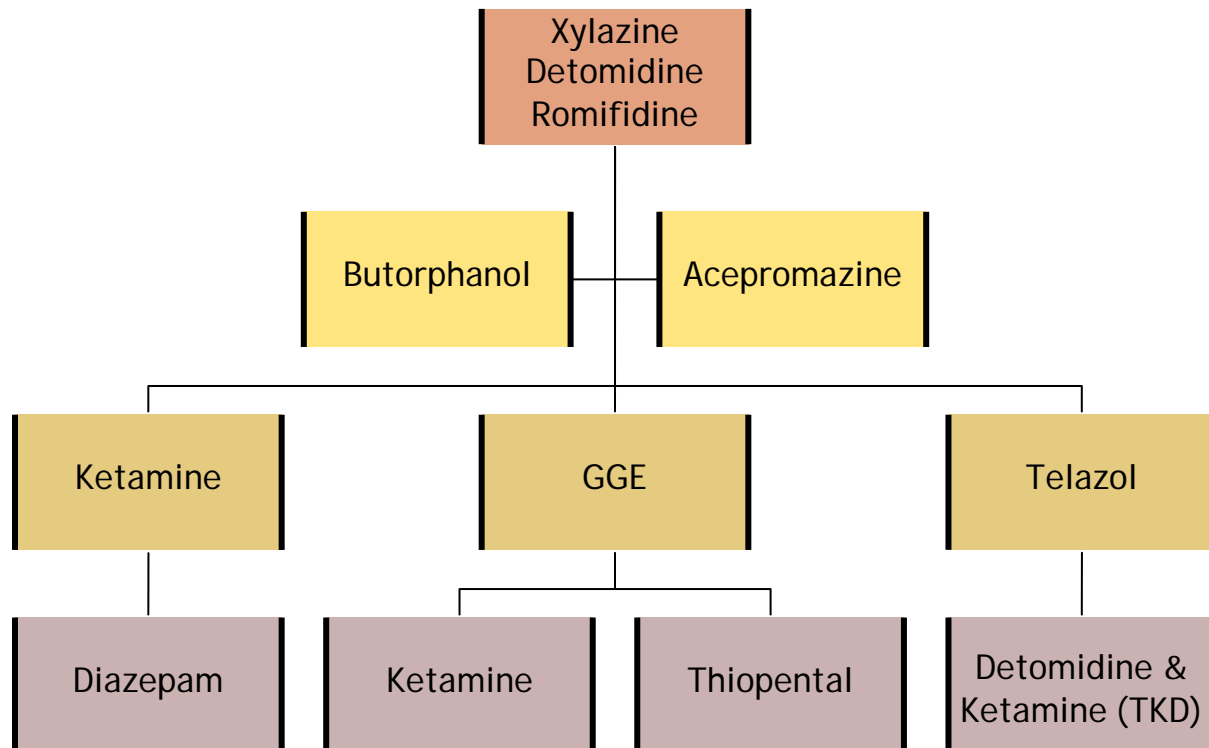 Xylazine
Detomidine
Romifidine
Butorphanol
Acepromazine
Ketamine
GGE
Telazol
Diazepam
Ketamine
Thiopental
Detomidine &
Ketamine (TKD)